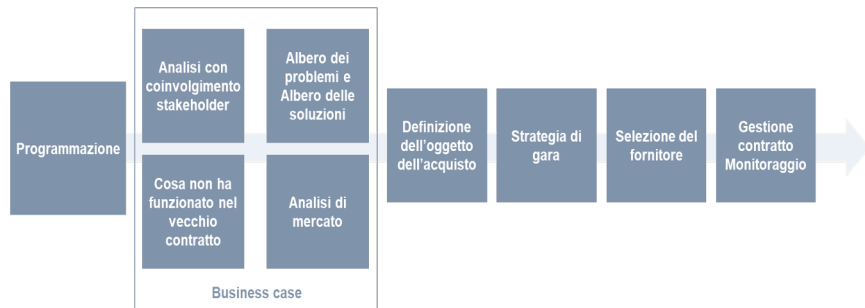 Programmazione
Analisi con
coinvolgimento
stakeholder
Albero dei
problemi e
Albero delle
soluzioni
Cosa non ha
funzionato nel
vecchio
contratto
Analisi di
mercato
Business case
Definizione
dell'oggetto
dell'acquisto
Strategia di
gara
Selezione del
fornitore
Gestione
contratto
Monitoraggio